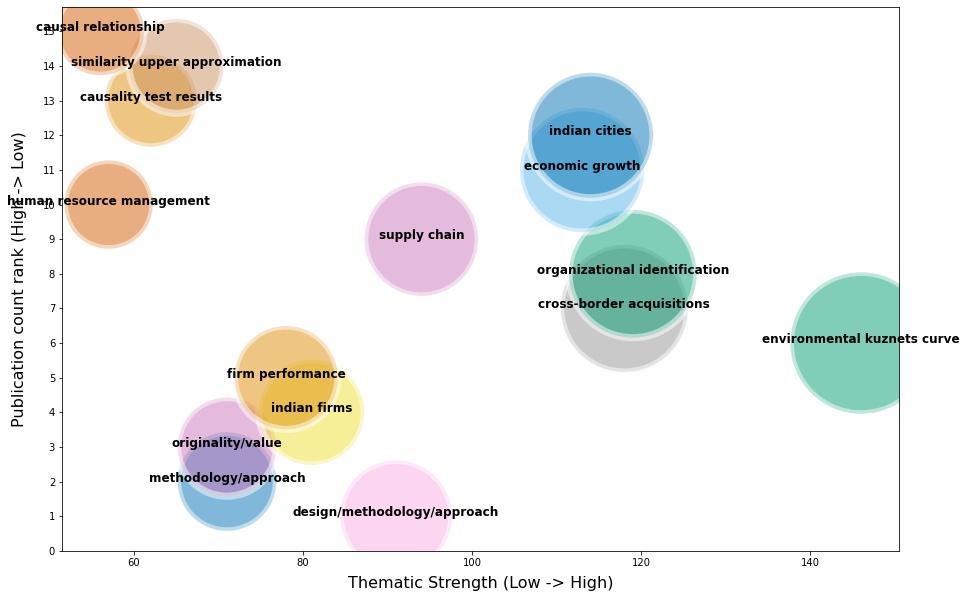 causal relationship
15
similarity upper approximation
14
causality test results
13
indian cities
12
economic growth
11
human resource management
10
supply chain
9
organizational identification
8
cross-border acquisitions
7
environmental kuznets curve
6
firm performance
5
indian firms
4
originality/value
3
methodology/approach
2
design/methodology/approach
1
0
Publication count rank (High -> Low)
60 80 100 120 140
Thematic Strength (Low -> High)